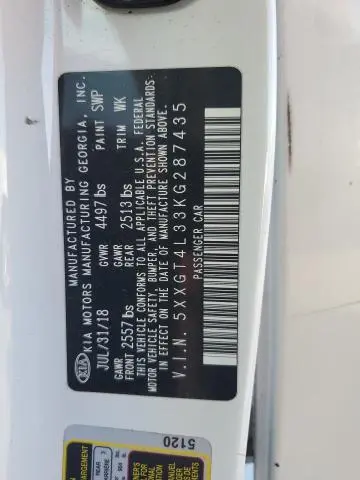 KIA
MANUFACTURED BY
KIA MOTORS MANUFACTURING GEORGIA, INC.
JUL/31/18 GVWR 4497 lbs PAINT SWP
GAWR FRONT 2557 lbs GAWR REAR 2513 lbs TRIM WK
THIS VEHICLE CONFORMS TO ALL APPLICABLE U.S.A. FEDERAL
MOTOR VEHICLE SAFETY, BUMPER, AND THEFT PREVENTION STANDARDS
IN EFFECT ON THE DATE OF MANUFACTURE SHOWN ABOVE.
V.I.N. 5XXGT4L33KG287435
PASSENGER CAR
5120
REAR